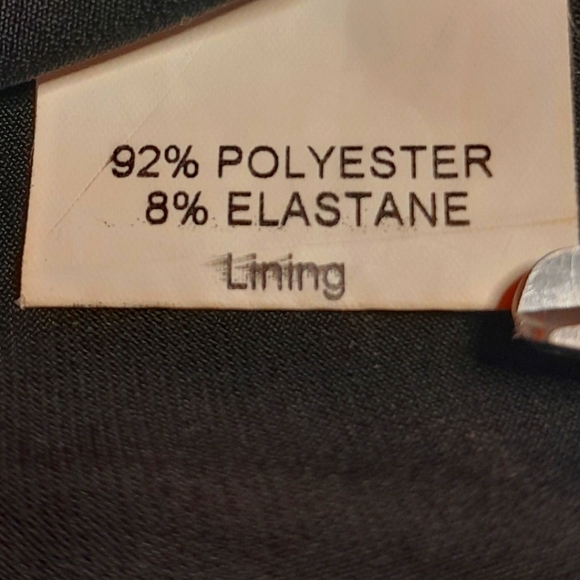 92% POLYESTER
8% ELASTANE
Lining